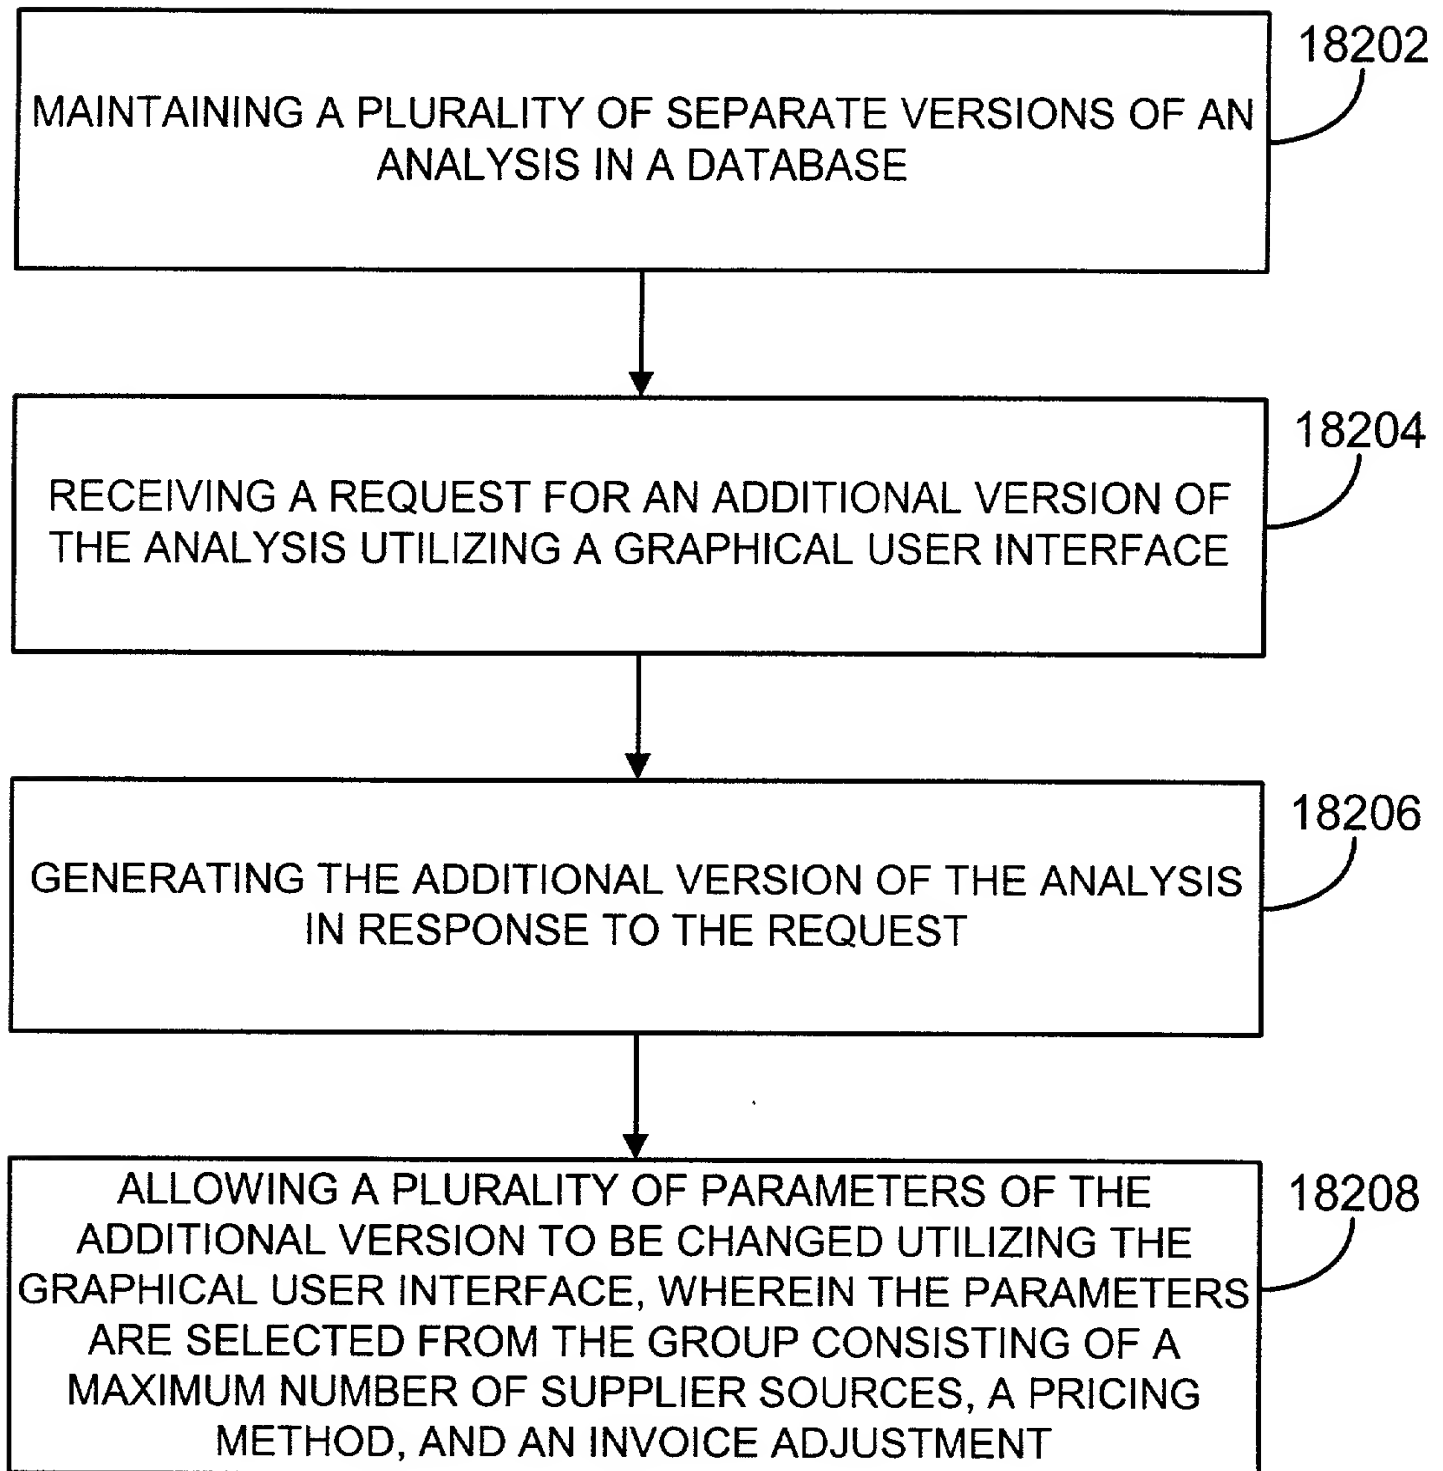 18202
MAINTAINING A PLURALITY OF SEPARATE VERSIONS OF AN
ANALYSIS IN A DATABASE
18204
RECEIVING A REQUEST FOR AN ADDITIONAL VERSION OF
THE ANALYSIS UTILIZING A GRAPHICAL USER INTERFACE
18206
GENERATING THE ADDITIONAL VERSION OF THE ANALYSIS
IN RESPONSE TO THE REQUEST
18208
ALLOWING A PLURALITY OF PARAMETERS OF THE
ADDITIONAL VERSION TO BE CHANGED UTILIZING THE
GRAPHICAL USER INTERFACE, WHEREIN THE PARAMETERS
ARE SELECTED FROM THE GROUP CONSISTING OF A
MAXIMUM NUMBER OF SUPPLIER SOURCES, A PRICING
METHOD, AND AN INVOICE ADJUSTMENT